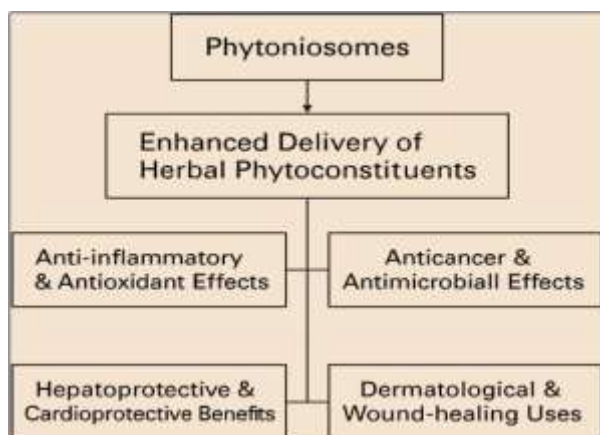 Phytoniosomes
Enhanced Delivery of
Herbal Phytoconstituents
Anti-inflammatory
& Antioxidant Effects
Anticancer &
Antimicrobiall Effects
Hepatoprotective &
Cardioprotective Benefits
Dermatological &
Wound-healing Uses